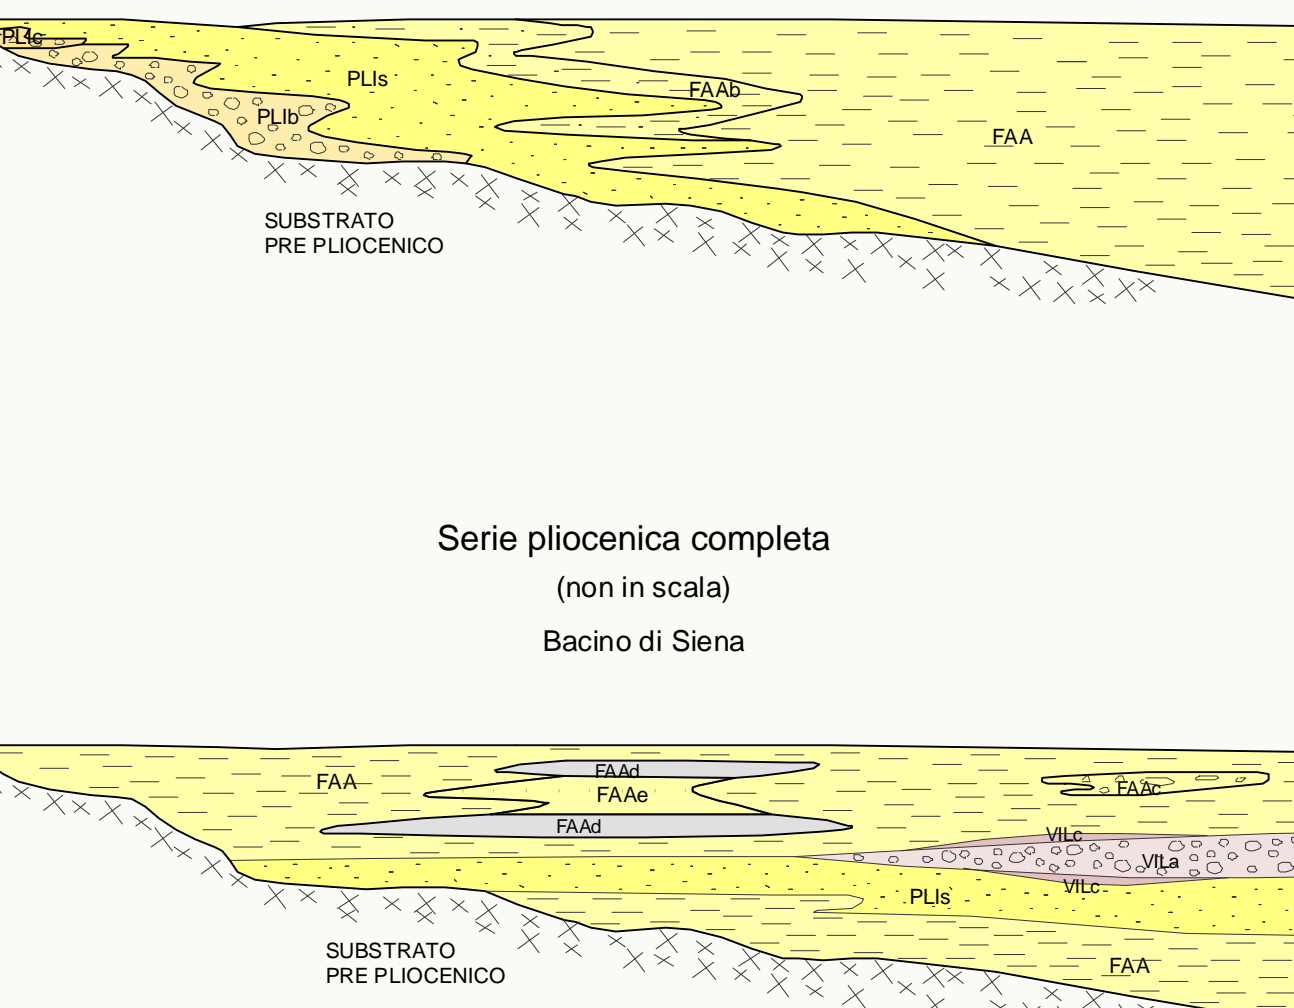 PLIc
PLIs
FAAb
PLIb
FAA
SUBSTRATO
PRE PLIOCENICO
Serie pliocenica completa
(non in scala)
Bacino di Siena
FAAd
FAA
FAAe
FAAc
FAAd
VILc
VILa
VILc
PLIs
SUBSTRATO
PRE PLIOCENICO
FAA